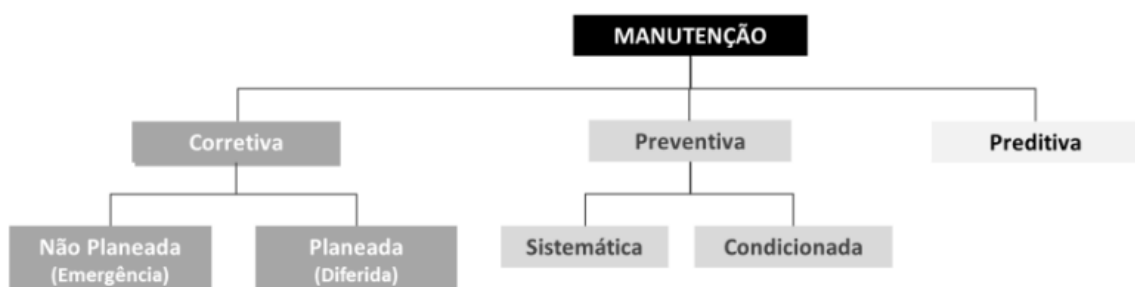 MANUTENÇÃO
Corretiva
Preventiva
Preditiva
Não Planeada
(Emergência)
Planeada
(Diferida)
Sistemática
Condicionada